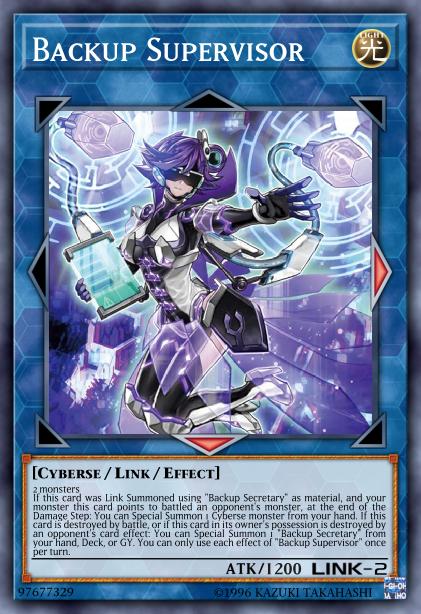 BACKUP SUPERVISOR
LIGHT
光
[CYBERSE / LINK / EFFECT]
2 monsters
If this card was Link Summoned using "Backup Secretary" as material, and your
monster this card points to battled an opponent's monster, at the end of the
Damage Step: You can Special Summon 1 Cyberse monster from your hand. If this
card is destroyed by battle, or if this card in its owner's possession is destroyed by
an opponent's card effect: You can Special Summon 1 "Backup Secretary" from
your hand, Deck, or GY. You can only use each effect of "Backup Supervisor" once
per turn.
ATK/1200 LINK-2
97677329
©1996 KAZUKI TAKAHASHI